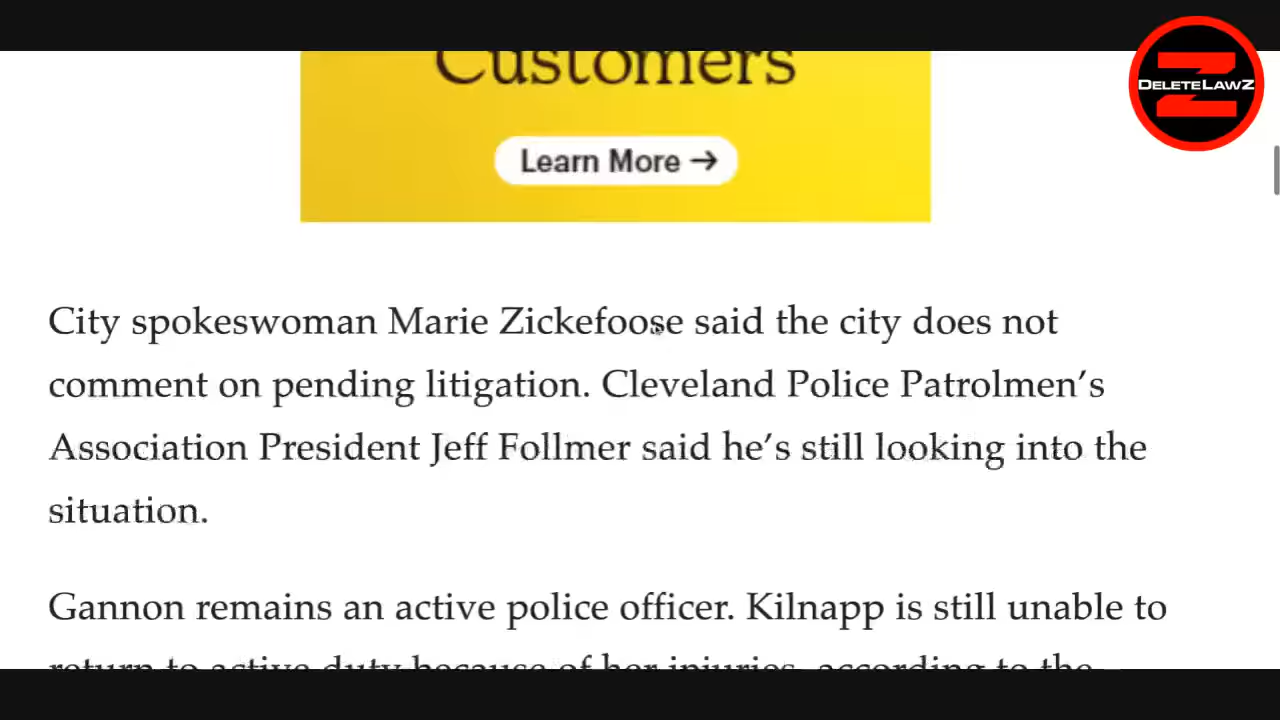 Customers
Learn More →
DELETELAWZ
City spokeswoman Marie Zickefoose said the city does not
comment on pending litigation. Cleveland Police Patrolmen’s
Association President Jeff Follmer said he’s still looking into the
situation.
Gannon remains an active police officer. Kilnapp is still unable to
return to active duty because of her injuries, according to the